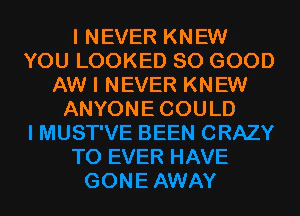 I NEVER KNEW
YOU LOOKED SO GOOD
AW I NEVER KNEW
ANYONE COULD
I MUST'VE BEEN CRAZY
TO EVER HAVE
GONE AWAY